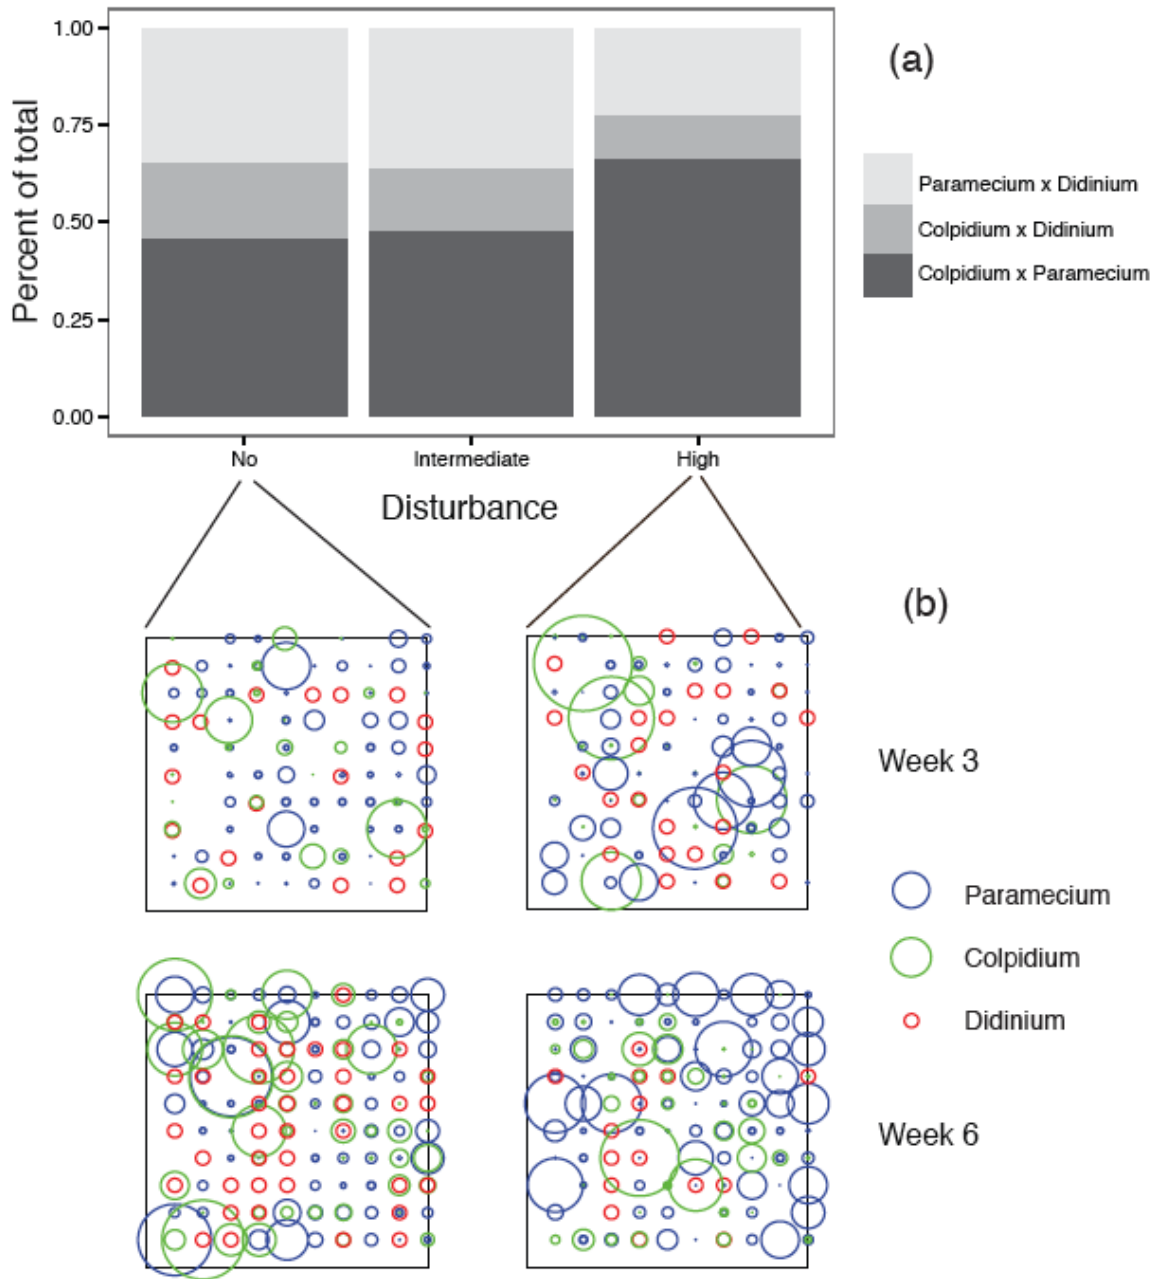 (a)
Percent of total
1.00
0.75
0.50
0.25
0.00
Paramecium x Didinium
Colpidium x Didinium
Colpidium x Paramecium
No
Intermediate
High
Disturbance
(b)
Week 3
Paramecium
Colpidium
Didinium
Week 6